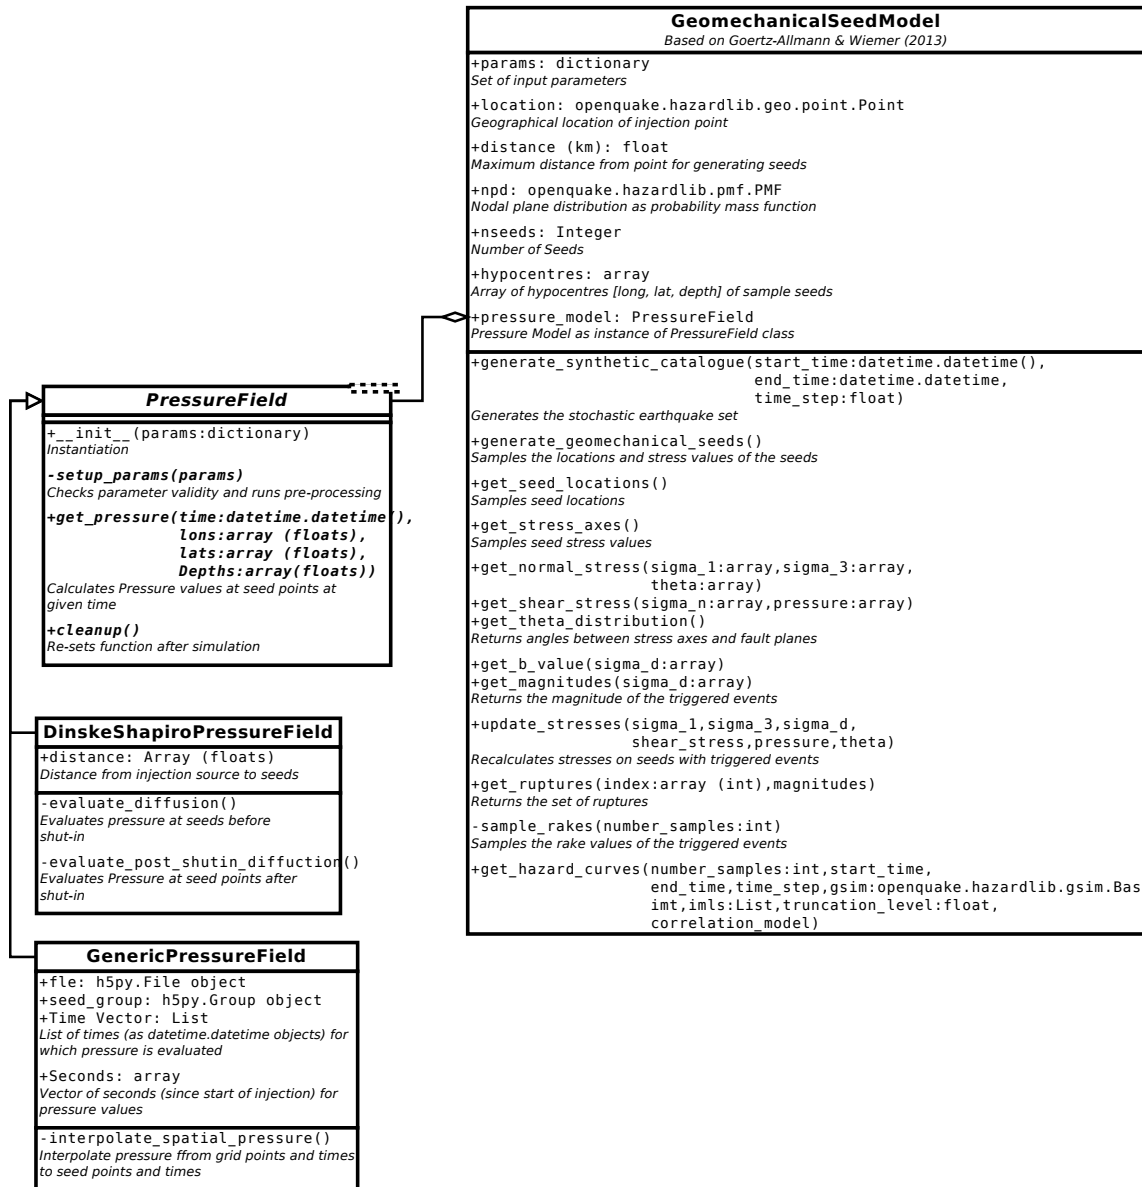 GeomechanicalSeedModel
Based on Goertz-Allmann & Wiemer (2013)
+params: dictionary
Set of input parameters
+location: openquake.hazardlib.geo.point.Point
Geographical location of injection point
+distance (km): float
Maximum distance from point for generating seeds
+npd: openquake.hazardlib.pmf.PMF
Nodal plane distribution as probability mass function
+nseeds: Integer
Number of Seeds
+hypocentres: array
Array of hypocentres [long, lat, depth] of sample seeds
+pressure_model: PressureField
Pressure Model as instance of PressureField class
+generate_synthetic_catalogue(start_time:datetime.datetime(),
end_time:datetime.datetime,
time_step:float)
Generates the stochastic earthquake set
+generate_geomechanical_seeds()
Samples the locations and stress values of the seeds
+get_seed_locations()
Samples seed locations
+get_stress_axes()
Samples seed stress values
+get_normal_stress(sigma_1:array,sigma_3:array,
theta:array)
+get_shear_stress(sigma_n:array,pressure:array)
+get_theta_distribution()
Returns angles between stress axes and fault planes
+get_b_value(sigma_d:array)
+get_magnitudes(sigma_d:array)
Returns the magnitude of the triggered events
+update_stresses(sigma_1,sigma_3,sigma_d,
shear_stress,pressure,theta)
Recalculates stresses on seeds with triggered events
+get_ruptures(index:array (int),magnitudes)
Returns the set of ruptures
-sample_rakes(number_samples:int)
Samples the rake values of the triggered events
+get_hazard_curves(number_samples:int,start_time,
end_time,time_step,gsim:openquake.hazardlib.gsim.Bas
imt,imls:List,truncation_level:float,
correlation_model)
PressureField
+__init__(params:dictionary)
Instantiation
-setup_params(params)
Checks parameter validity and runs pre-processing
+get_pressure(time:datetime.datetime(),
lons:array (floats),
lats:array (floats),
Depths:array(floats))
Calculates Pressure values at seed points at
given time
+cleanup()
Re-sets function after simulation
DinskeShapiroPressureField
+distance: Array (floats)
Distance from injection source to seeds
-evaluate_diffusion()
Evaluates pressure at seeds before
shut-in
-evaluate_post_shutin_diffuction()
Evaluates Pressure at seed points after
shut-in
GenericPressureField
+fle: h5py.File object
+seed_group: h5py.Group object
+Time Vector: List
List of times (as datetime.datetime objects) for
which pressure is evaluated
+Seconds: array
Vector of seconds (since start of injection) for
pressure values
-interpolate_spatial_pressure()
Interpolate pressure ffrom grid points and times
to seed points and times